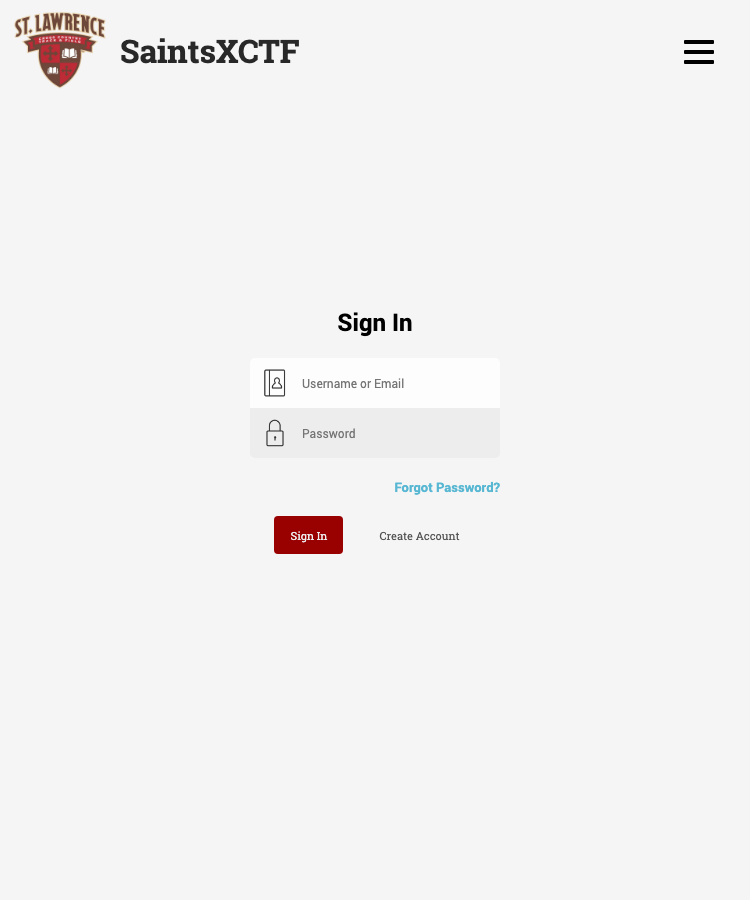 ST. LAWRENCE
SaintsXCTF
Sign In
Username or Email
Password
Forgot Password?
Sign In
Create Account